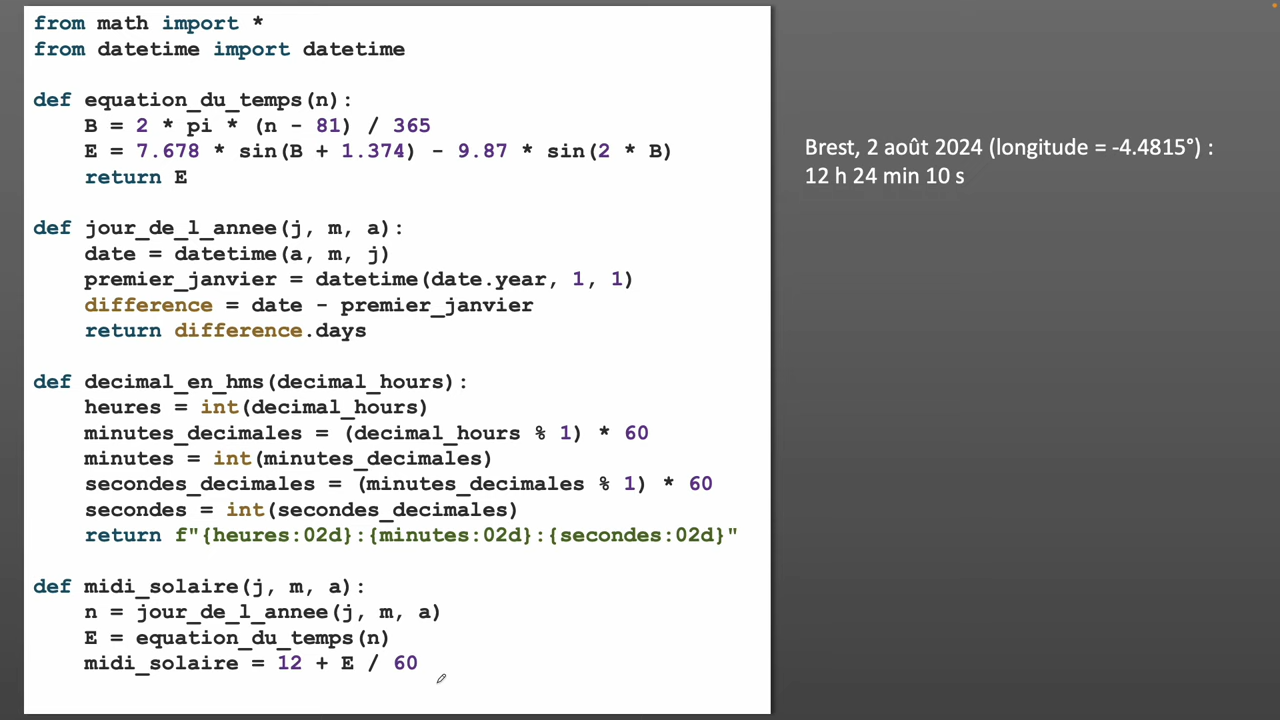 from math import *
from datetime import datetime

def equation_du_temps(n):
    B = 2 * pi * (n - 81) / 365
    E = 7.678 * sin(B + 1.374) - 9.87 * sin(2 * B)
    return E

def jour_de_l_annee(j, m, a):
    date = datetime(a, m, j)
    premier_janvier = datetime(date.year, 1, 1)
    difference = date - premier_janvier
    return difference.days

def decimal_en_hms(decimal_hours):
    heures = int(decimal_hours)
    minutes_decimales = (decimal_hours % 1) * 60
    minutes = int(minutes_decimales)
    secondes_decimales = (minutes_decimales % 1) * 60
    secondes = int(secondes_decimales)
    return f"{heures:02d}:{minutes:02d}:{secondes:02d}"

def midi_solaire(j, m, a):
    n = jour_de_l_annee(j, m, a)
    E = equation_du_temps(n)
    midi_solaire = 12 + E / 60

Brest, 2 août 2024 (longitude = -4.4815°) :
12 h 24 min 10 s